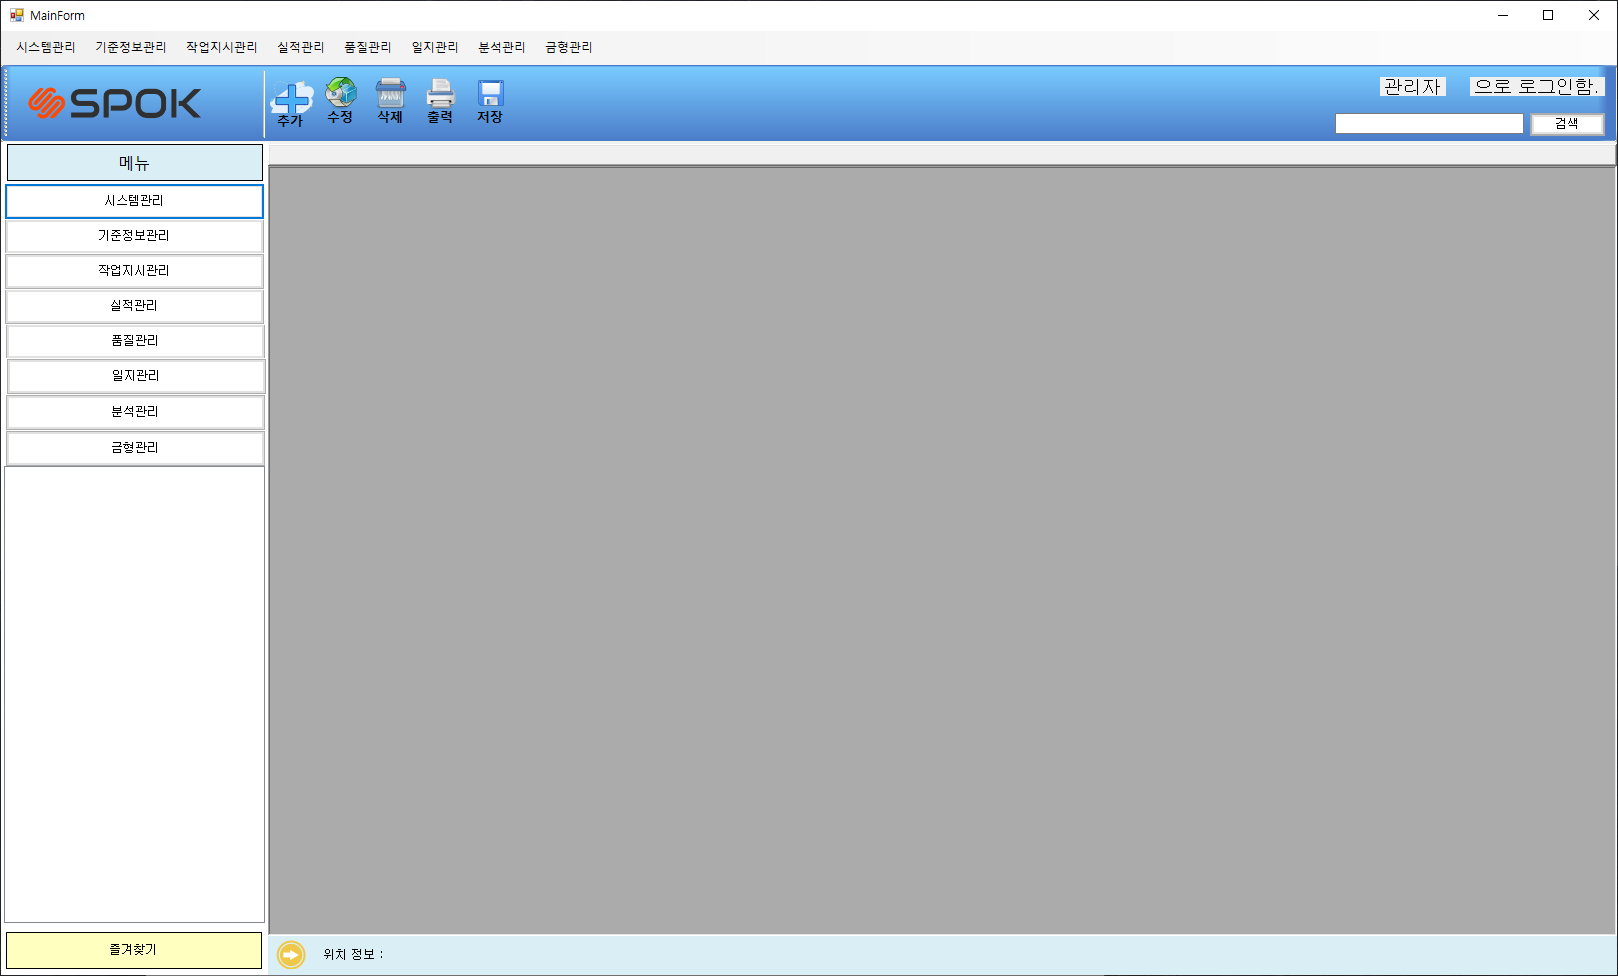 MainForm
시스템관리 기준정보관리 작업지시관리 실적관리 품질관리 일지관리 분석관리 금형관리
SPOK
추가 수정 삭제 출력 저장
관리자 으로 로그인함.
검색
메뉴
시스템관리
기준정보관리
작업지시관리
실적관리
품질관리
일지관리
분석관리
금형관리
즐겨찾기
위치 정보 :